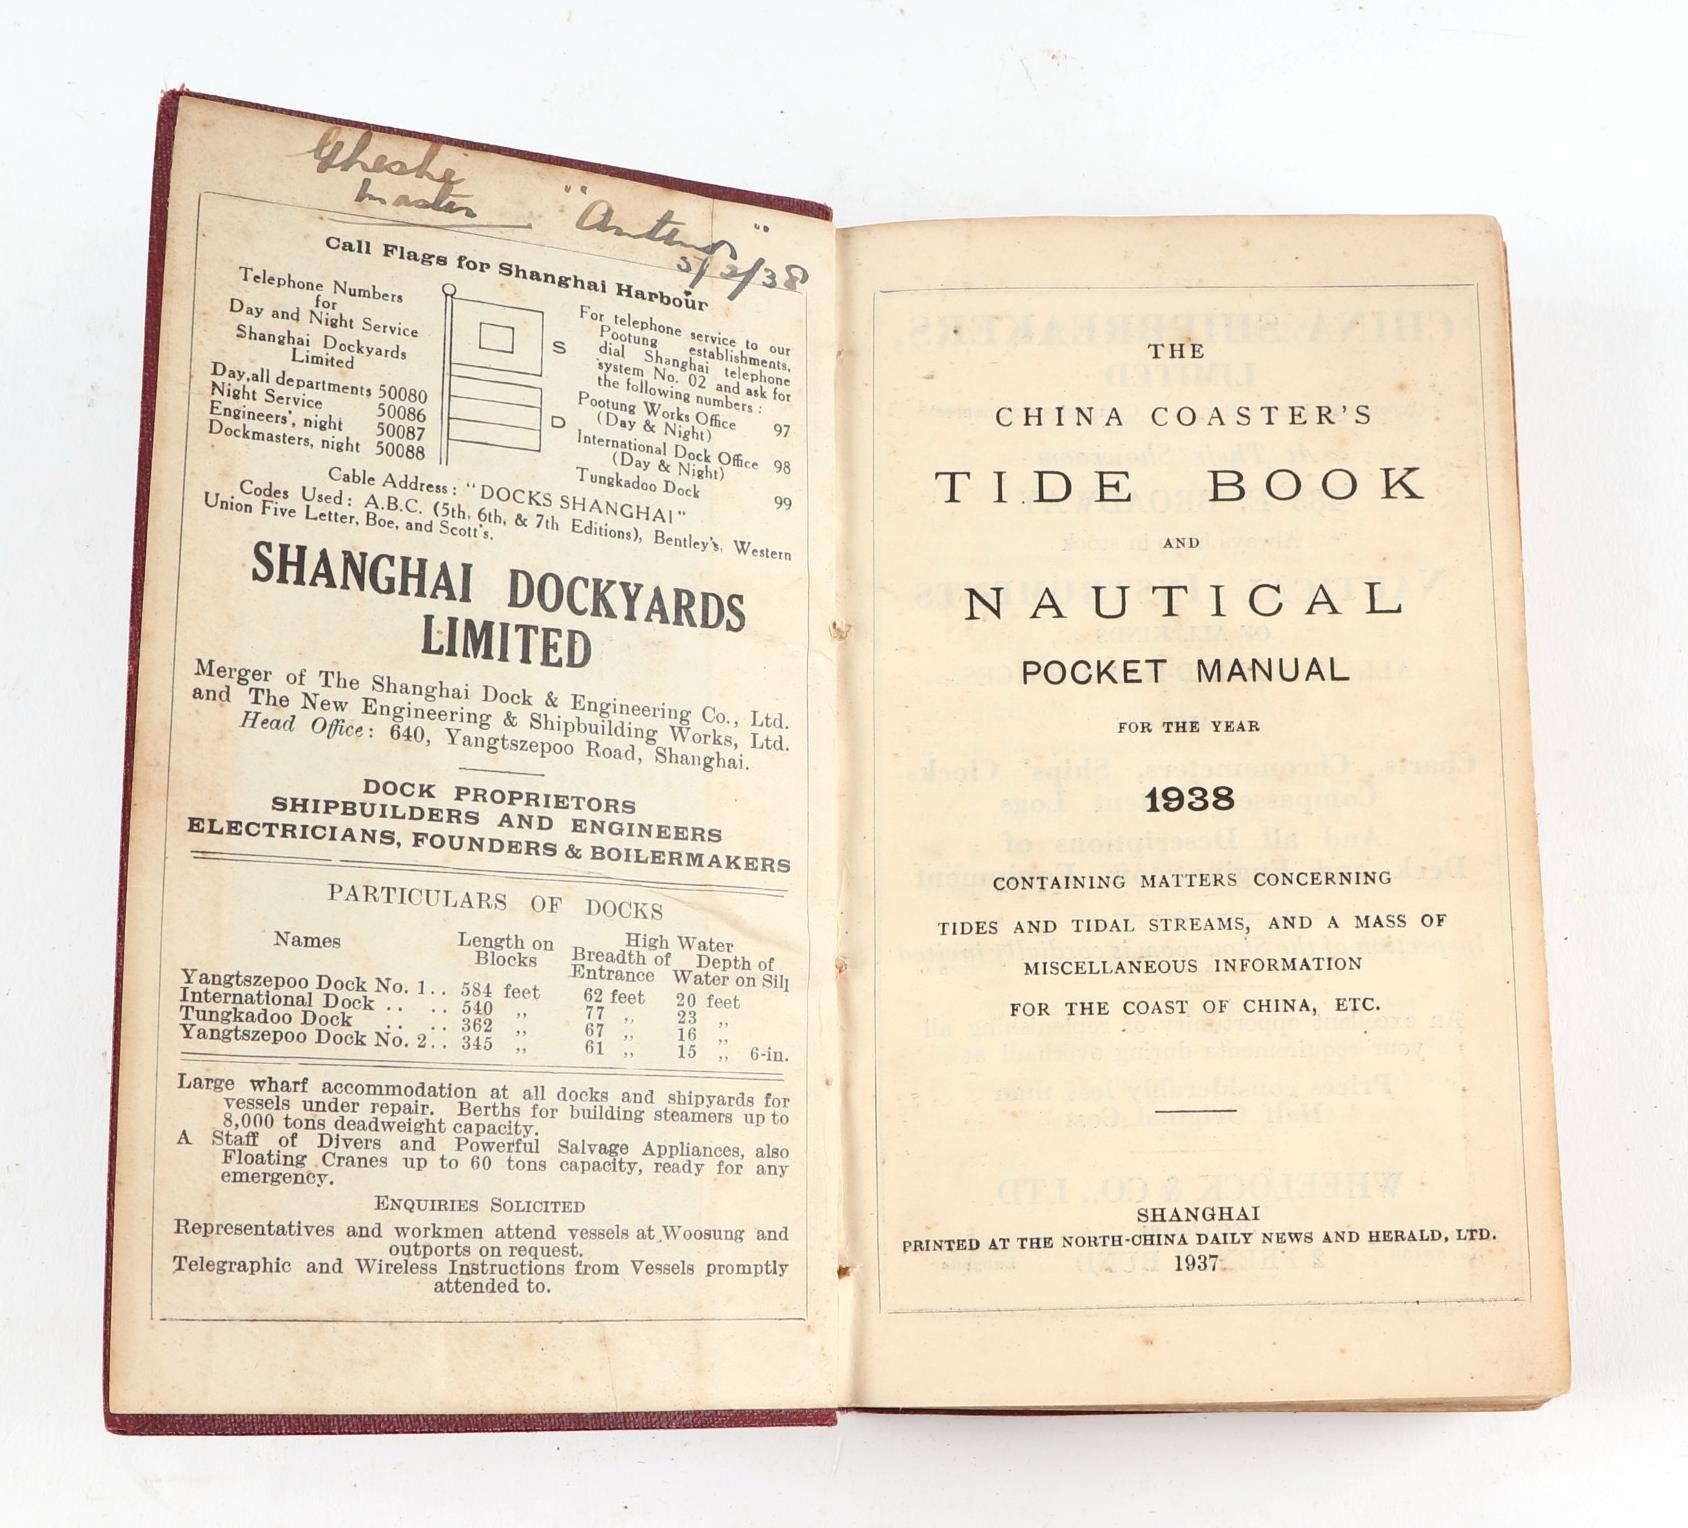 master "Antenor"
5/2/38
Call Flags for Shanghai Harbour
Telephone Numbers
for
Day and Night Service
Shanghai Dockyards
Limited
Day, all departments 50080
Night Service 50086
Engineers', night 50087
Dockmasters, night 50088
S
D
For telephone service to our
Pootung establishments,
dial Shanghai telephone
system No. 02 and ask for
the following numbers:
Pootung Works Office 97
(Day & Night)
International Dock Office 98
(Day & Night)
Tungkadoo Dock 99
Cable Address: "DOCKS SHANGHAI"
Codes Used: A.B.C. (5th, 6th, & 7th Editions), Bentley's, Western
Union Five Letter, Boe, and Scott's.
SHANGHAI DOCKYARDS
LIMITED
Merger of The Shanghai Dock & Engineering Co., Ltd.
and The New Engineering & Shipbuilding Works, Ltd.
Head Office: 640, Yangtszepoo Road, Shanghai.
DOCK PROPRIETORS
SHIPBUILDERS AND ENGINEERS
ELECTRICIANS, FOUNDERS & BOILERMAKERS
PARTICULARS OF DOCKS
Names Length on Blocks High Water Breadth of Entrance Depth of Water on Sill
Yangtszepoo Dock No. 1.. 584 feet 62 feet 20 feet
International Dock .. .. 540 ,, 77 ,, 23 ,,
Tungkadoo Dock .. .. 362 ,, 67 ,, 16 ,,
Yangtszepoo Dock No. 2.. 345 ,, 61 ,, 15 ,, 6-in.
Large wharf accommodation at all docks and shipyards for
vessels under repair. Berths for building steamers up to
8,000 tons deadweight capacity.
A Staff of Divers and Powerful Salvage Appliances, also
Floating Cranes up to 60 tons capacity, ready for any
emergency.
ENQUIRIES SOLICITED
Representatives and workmen attend vessels at Woosung and
outports on request.
Telegraphic and Wireless Instructions from Vessels promptly
attended to.
THE
CHINA COASTER'S
TIDE BOOK
AND
NAUTICAL
POCKET MANUAL
FOR THE YEAR
1938
CONTAINING MATTERS CONCERNING
TIDES AND TIDAL STREAMS, AND A MASS OF
MISCELLANEOUS INFORMATION
FOR THE COAST OF CHINA, ETC.
SHANGHAI
PRINTED AT THE NORTH-CHINA DAILY NEWS AND HERALD, LTD.
1937